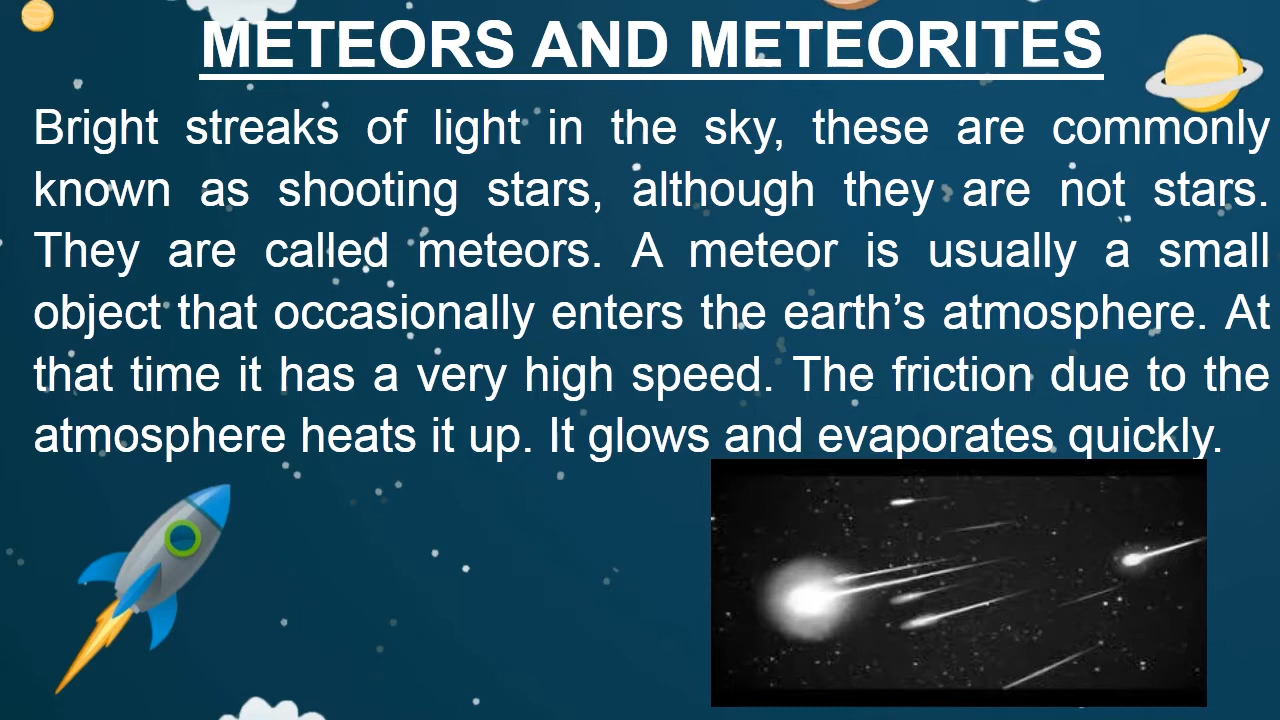 METEORS AND METEORITES
Bright streaks of light in the sky, these are commonly
known as shooting stars, although they are not stars.
They are called meteors. A meteor is usually a small
object that occasionally enters the earth’s atmosphere. At
that time it has a very high speed. The friction due to the
atmosphere heats it up. It glows and evaporates quickly.